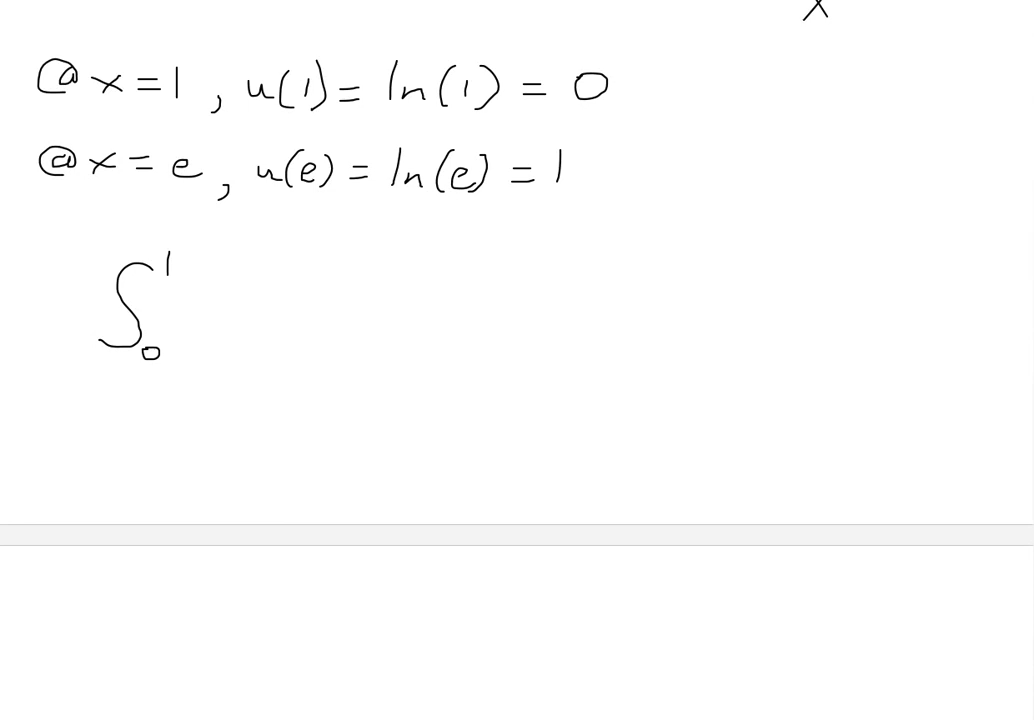 x
@ x = 1, u(1) = ln(1) = 0
@ x = e, u(e) = ln(e) = 1
∫₀¹